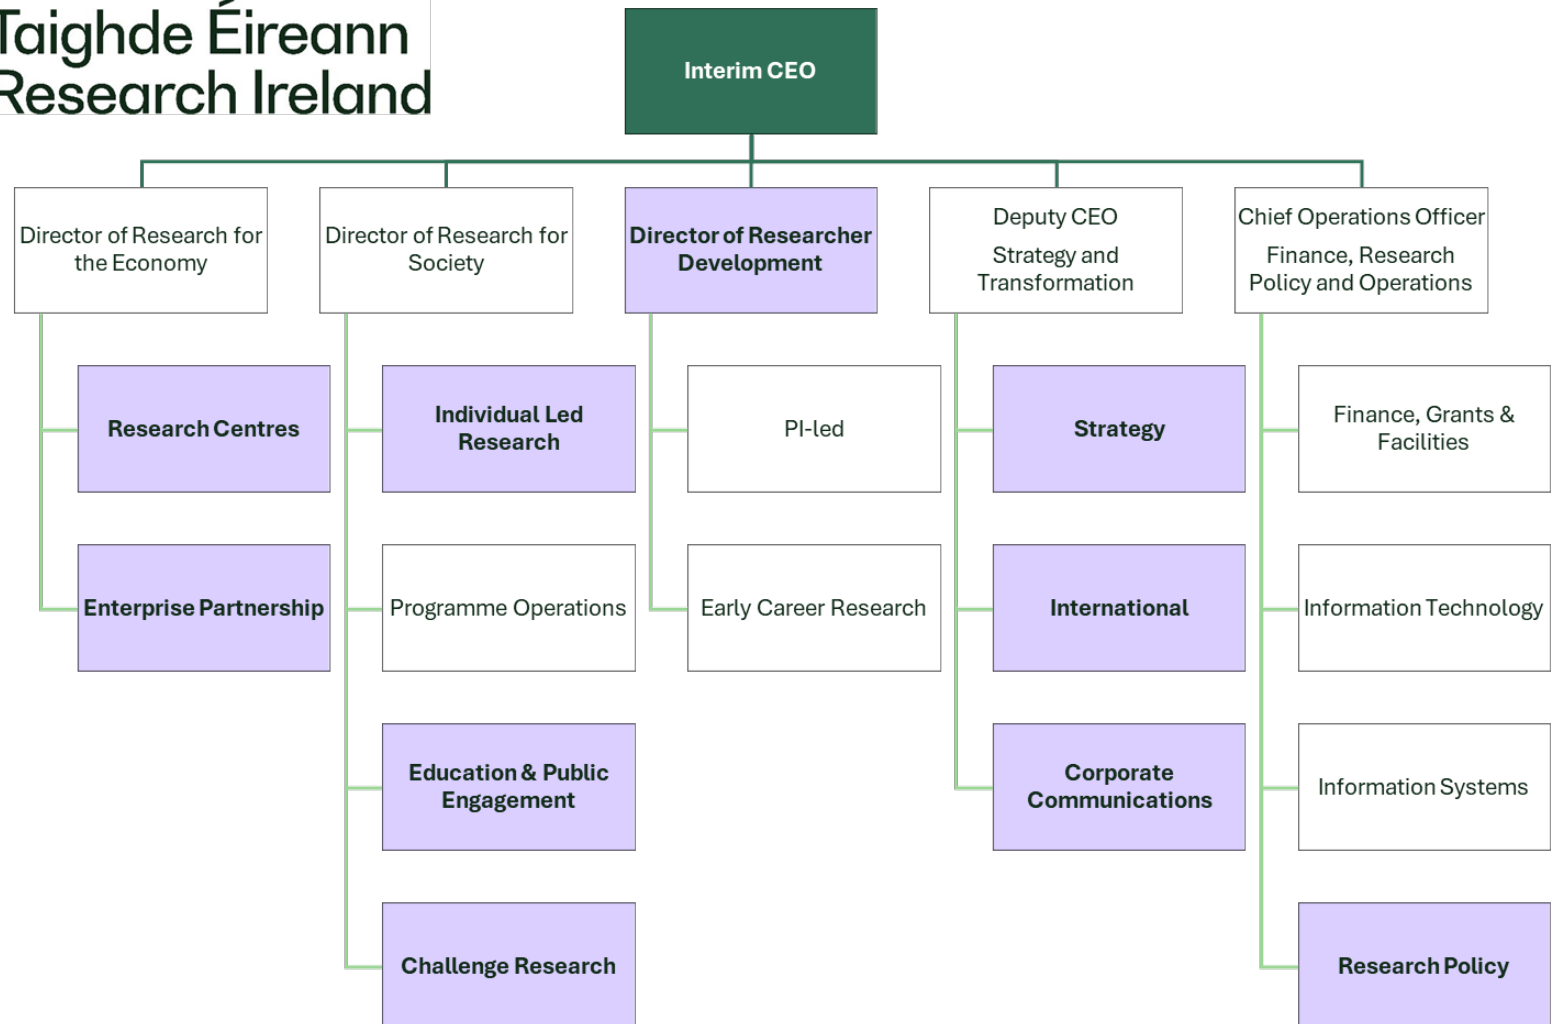 Taighde Éireann
Research Ireland
Interim CEO
Director of Research for
the Economy
Director of Research for
Society
Director of Researcher
Development
Deputy CEO
Strategy and
Transformation
Chief Operations Officer
Finance, Research
Policy and Operations
Research Centres
Individual Led
Research
PI-led
Strategy
Finance, Grants &
Facilities
Enterprise Partnership
Programme Operations
Early Career Research
International
Information Technology
Education & Public
Engagement
Corporate
Communications
Information Systems
Challenge Research
Research Policy